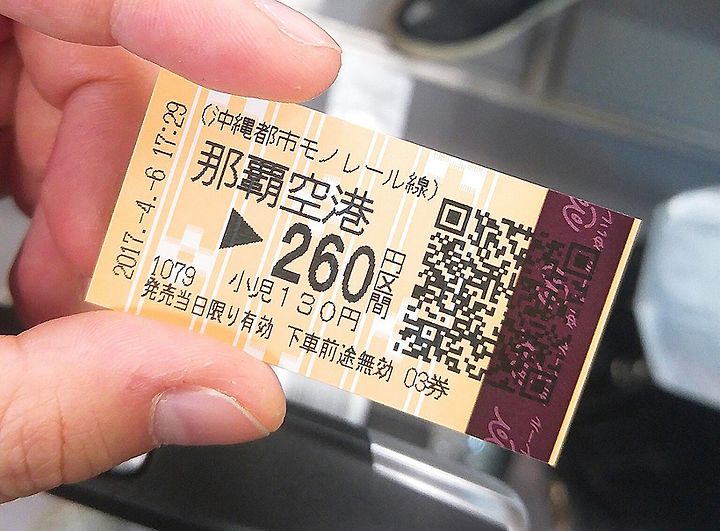 (沖縄都市モノレール線)
那覇空港
▶260円区間
小児130円
1079
発売当日限り有効 下車前途無効 03券
2017.-4.-6 17:29